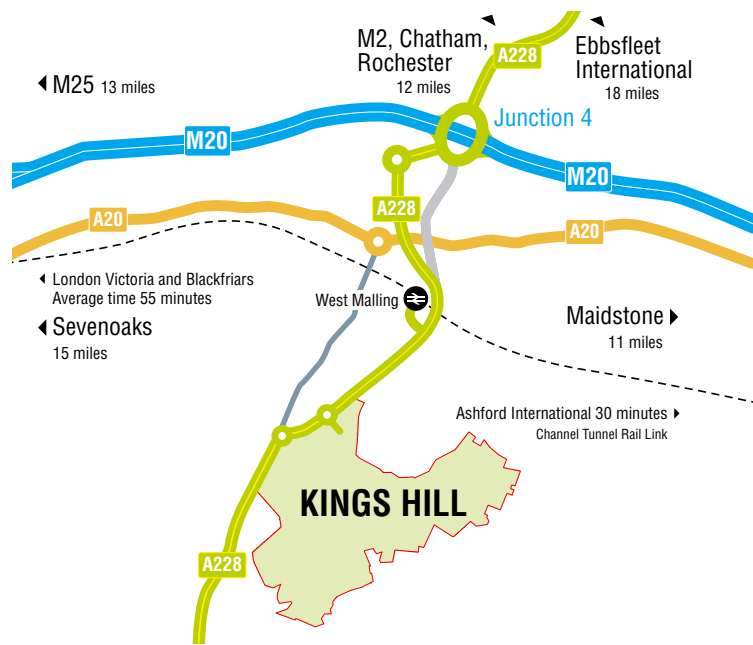 M2, Chatham,
Rochester
12 miles
A228
Ebbsfleet
International
18 miles
M25 13 miles
Junction 4
M20
M20
A228
A20
A20
London Victoria and Blackfriars
Average time 55 minutes
West Malling
Sevenoaks
15 miles
Maidstone
11 miles
Ashford International 30 minutes
Channel Tunnel Rail Link
KINGS HILL
A228